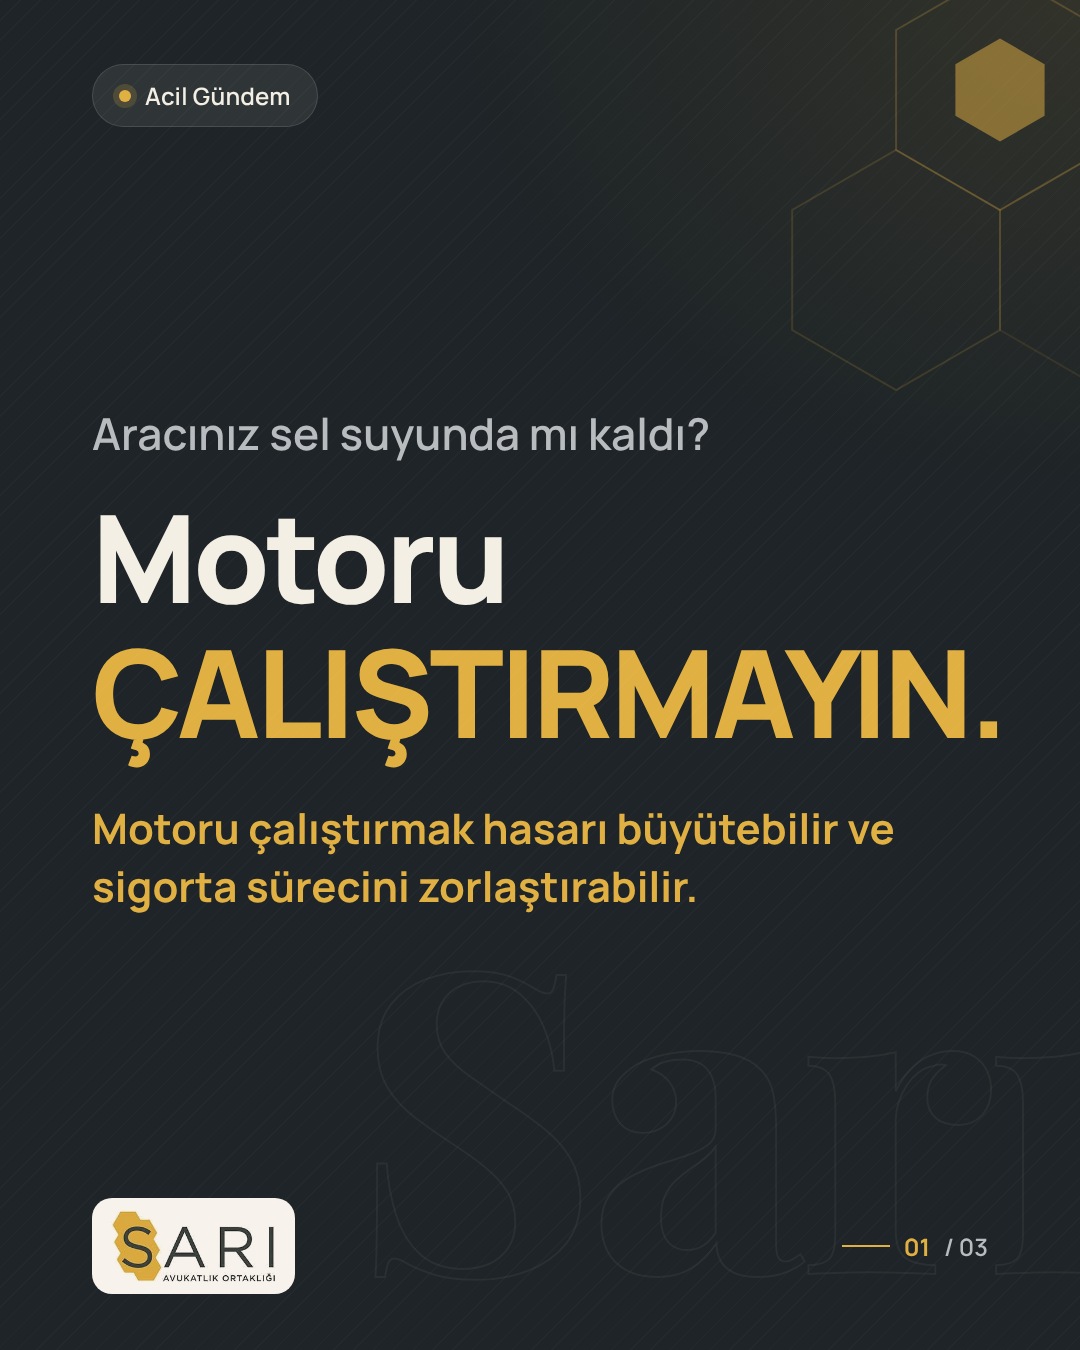 Acil Gündem
Aracınız sel suyunda mı kaldı?
Motoru
ÇALIŞTIRMAYIN.
Motoru çalıştırmak hasarı büyütebilir ve
sigorta sürecini zorlaştırabilir.
Sarı
SARI
AVUKATLIK ORTAKLIĞI
01 / 03